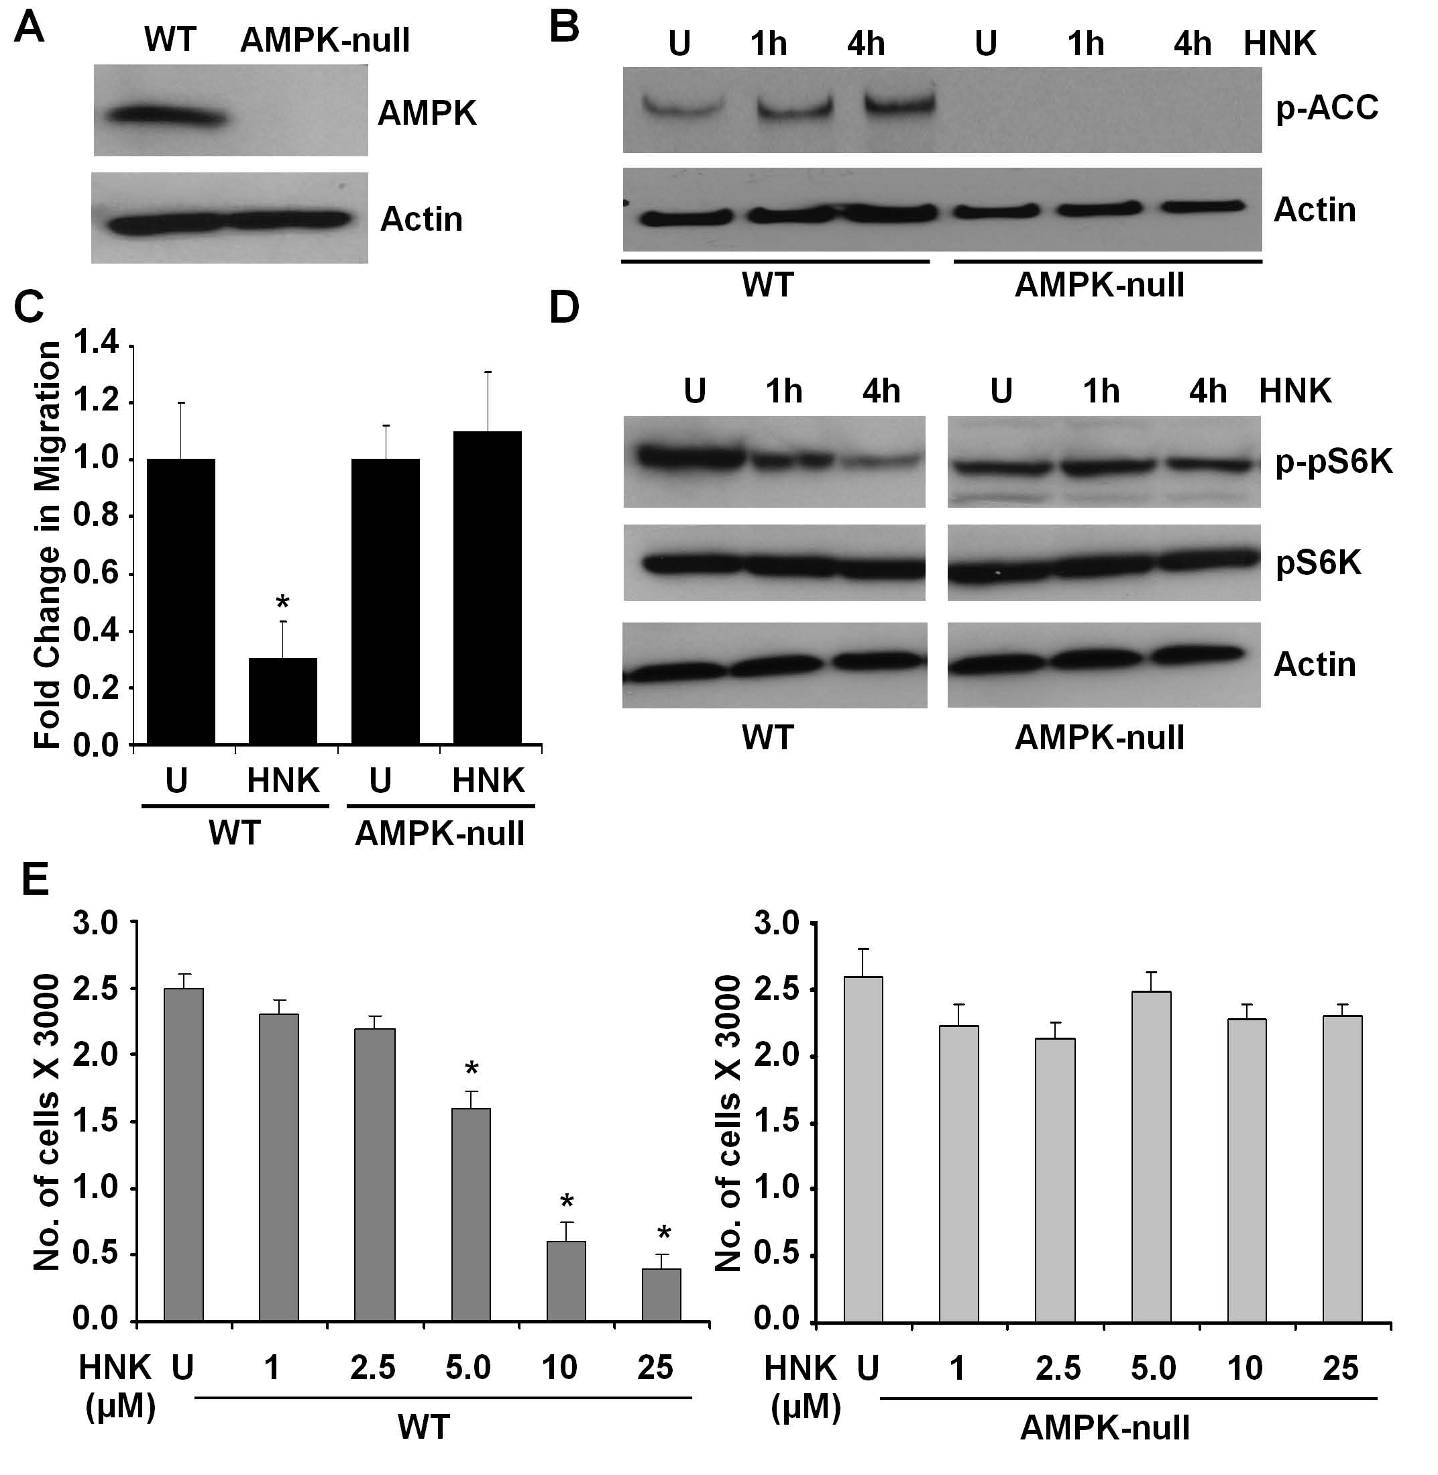 A
WT AMPK-null
AMPK
Actin
B
U 1h 4h U 1h 4h HNK
p-ACC
Actin
WT AMPK-null
C
Fold Change in Migration
1.4
1.2
1.0
0.8
0.6
0.4
0.2
0.0
*
U HNK U HNK
WT AMPK-null
D
U 1h 4h U 1h 4h HNK
p-pS6K
pS6K
Actin
WT AMPK-null
E
No. of cells X 3000
3.0
2.5
2.0
1.5
1.0
0.5
0.0
* * *
HNK U 1 2.5 5.0 10 25
(µM)
WT
No. of cells X 3000
3.0
2.5
2.0
1.5
1.0
0.5
0.0
HNK U 1 2.5 5.0 10 25
(µM)
AMPK-null